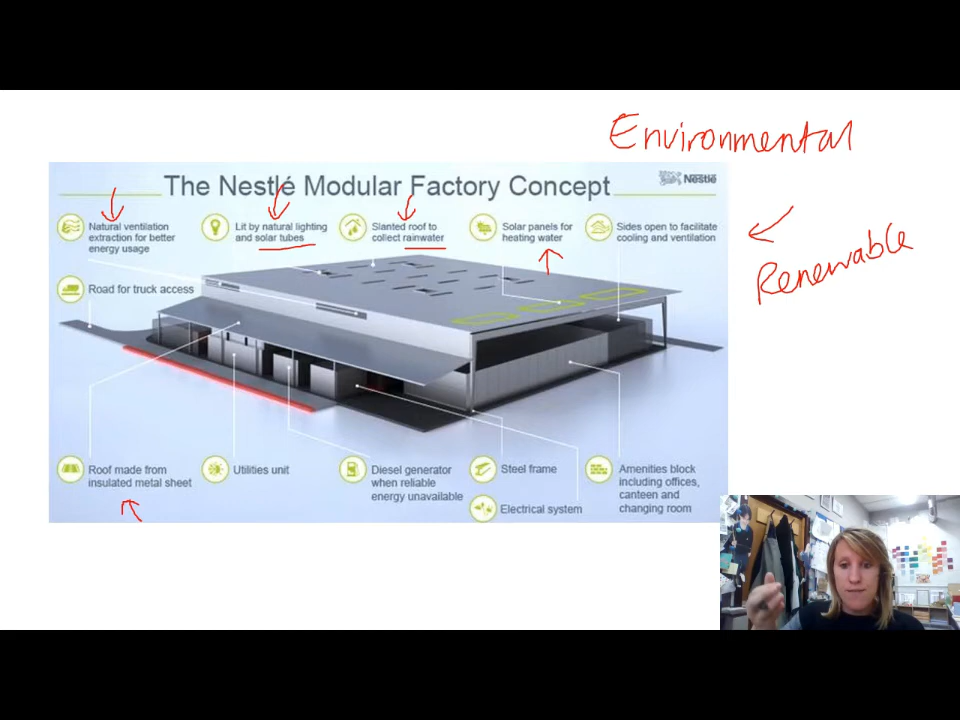 Environmental
The Nestlé Modular Factory Concept
Nestlé
Natural ventilation
extraction for better
energy usage
Lit by natural lighting
and solar tubes
Slanted roof to
collect rainwater
Solar panels for
heating water
Sides open to facilitate
cooling and ventilation
Renewable
Road for truck access
Roof made from
insulated metal sheet
Utilities unit
Diesel generator
when reliable
energy unavailable
Steel frame
Electrical system
Amenities block
including offices,
canteen and
changing room